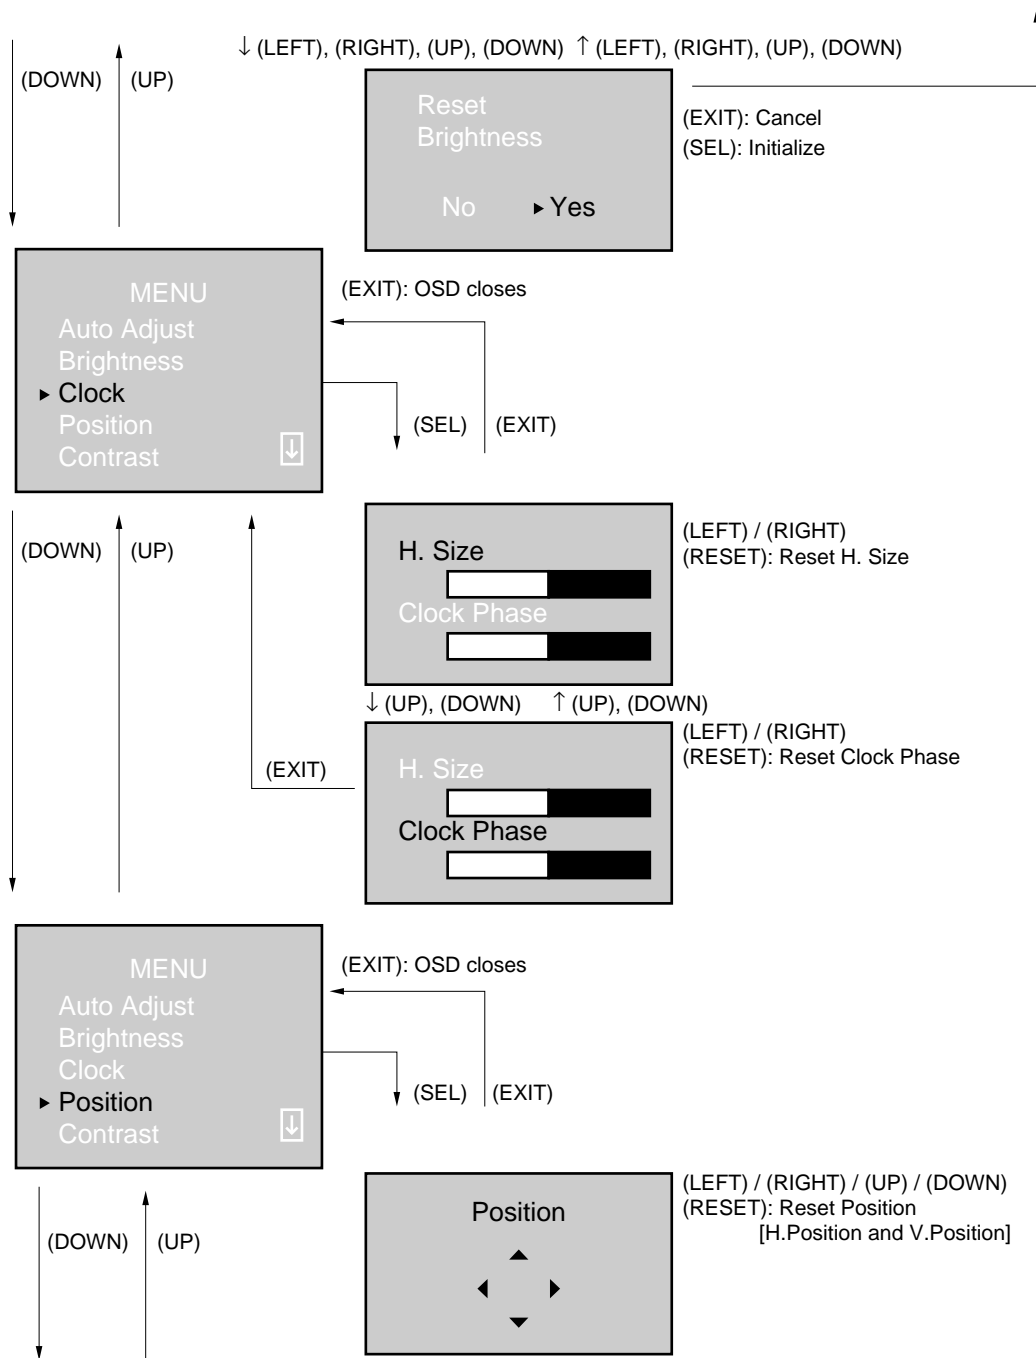 ↓ (LEFT), (RIGHT), (UP), (DOWN) ↑ (LEFT), (RIGHT), (UP), (DOWN)
(DOWN) (UP)
Reset
Brightness
No ▸ Yes
(EXIT): Cancel
(SEL): Initialize
MENU
Auto Adjust
Brightness
▸ Clock
Position
Contrast ↓
(EXIT): OSD closes
(SEL) (EXIT)
(DOWN) (UP)
H. Size
Clock Phase
(LEFT) / (RIGHT)
(RESET): Reset H. Size
↓ (UP), (DOWN) ↑ (UP), (DOWN)
(EXIT)
H. Size
Clock Phase
(LEFT) / (RIGHT)
(RESET): Reset Clock Phase
MENU
Auto Adjust
Brightness
Clock
▸ Position
Contrast ↓
(EXIT): OSD closes
(SEL) (EXIT)
(DOWN) (UP)
Position
(LEFT) / (RIGHT) / (UP) / (DOWN)
(RESET): Reset Position
[H.Position and V.Position]